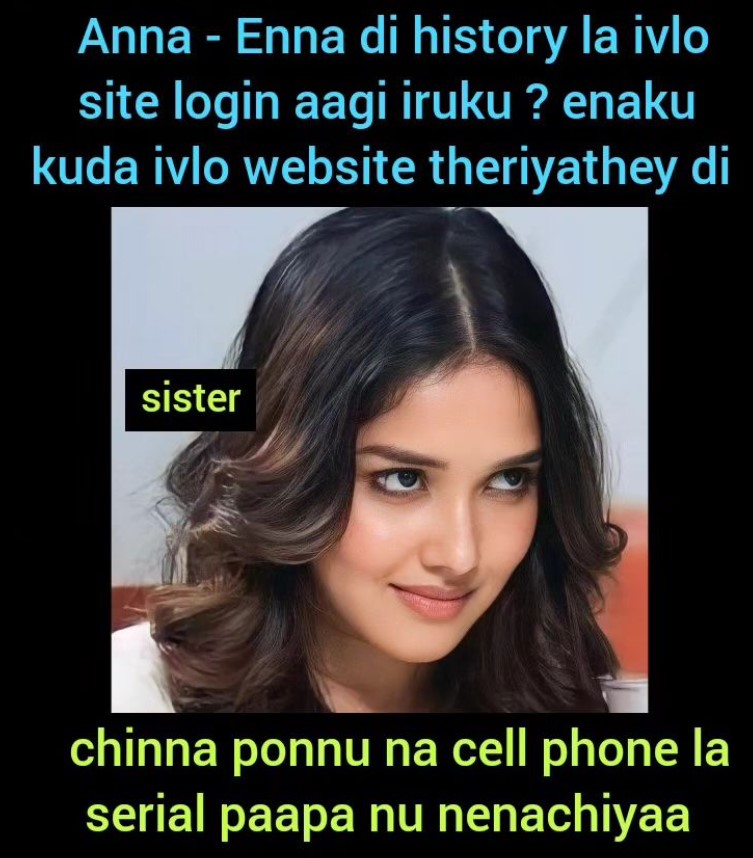 Anna - Enna di history la ivlo
site login aagi iruku ? enaku
kuda ivlo website theriyathey di
sister
chinna ponnu na cell phone la
serial paapa nu nenachiyaa